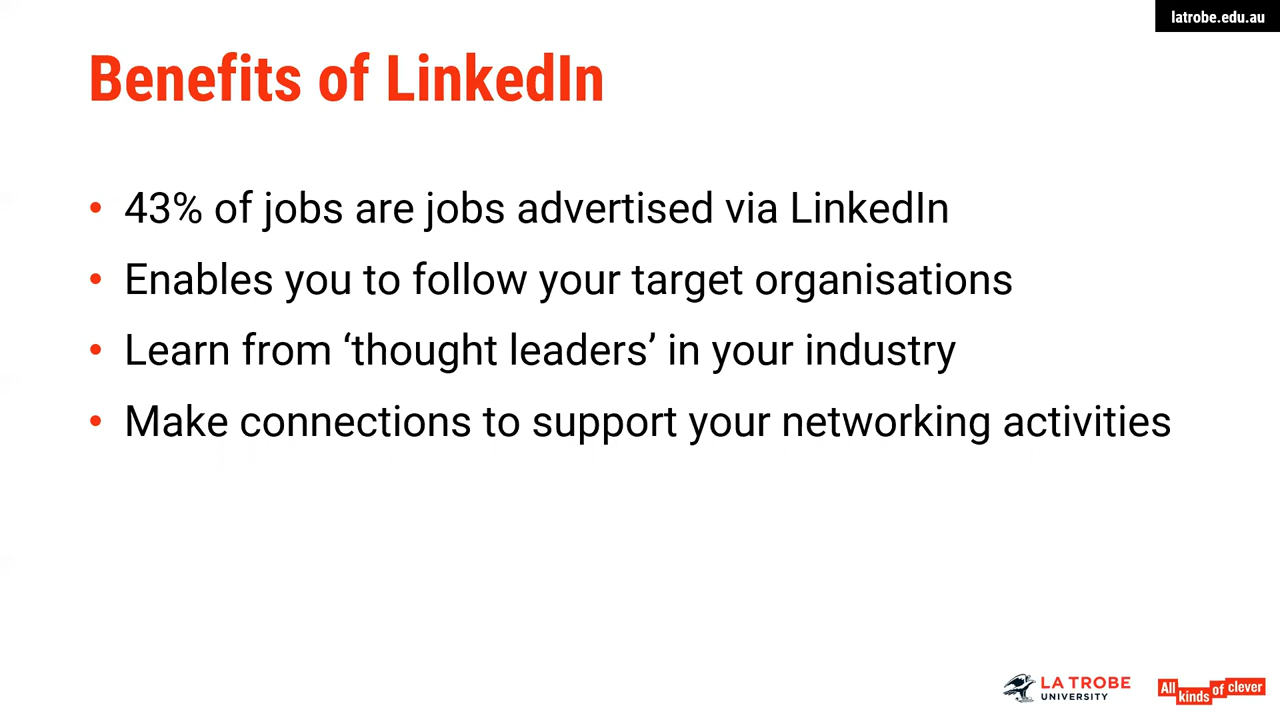 latrobe.edu.au
Benefits of LinkedIn
• 43% of jobs are jobs advertised via LinkedIn
• Enables you to follow your target organisations
• Learn from ‘thought leaders’ in your industry
• Make connections to support your networking activities
LA TROBE
UNIVERSITY
All kinds of clever